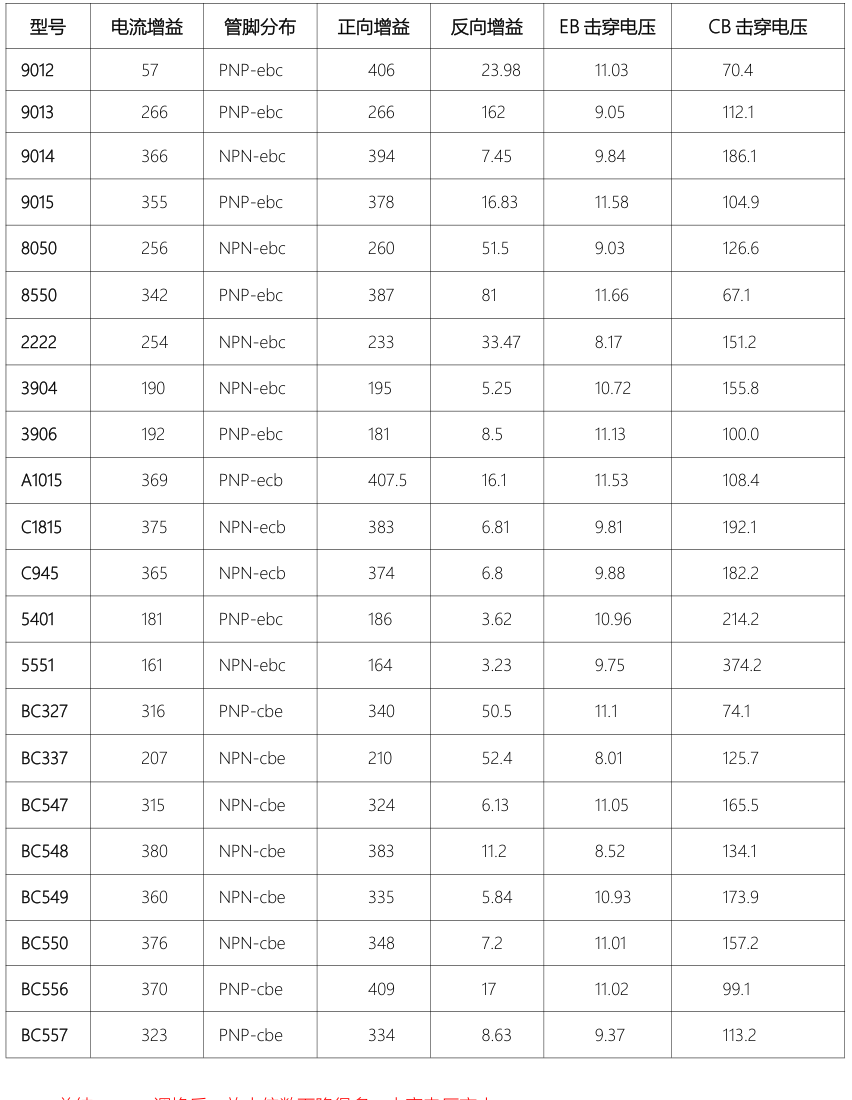 型号 电流增益 管脚分布 正向增益 反向增益 EB 击穿电压 CB 击穿电压
9012 57 PNP-ebc 406 23.98 11.03 70.4
9013 266 PNP-ebc 266 162 9.05 112.1
9014 366 NPN-ebc 394 7.45 9.84 186.1
9015 355 PNP-ebc 378 16.83 11.58 104.9
8050 256 NPN-ebc 260 51.5 9.03 126.6
8550 342 PNP-ebc 387 81 11.66 67.1
2222 254 NPN-ebc 233 33.47 8.17 151.2
3904 190 NPN-ebc 195 5.25 10.72 155.8
3906 192 PNP-ebc 181 8.5 11.13 100.0
A1015 369 PNP-ecb 407.5 16.1 11.53 108.4
C1815 375 NPN-ecb 383 6.81 9.81 192.1
C945 365 NPN-ecb 374 6.8 9.88 182.2
5401 181 PNP-ebc 186 3.62 10.96 214.2
5551 161 NPN-ebc 164 3.23 9.75 374.2
BC327 316 PNP-cbe 340 50.5 11.1 74.1
BC337 207 NPN-cbe 210 52.4 8.01 125.7
BC547 315 NPN-cbe 324 6.13 11.05 165.5
BC548 380 NPN-cbe 383 11.2 8.52 134.1
BC549 360 NPN-cbe 335 5.84 10.93 173.9
BC550 376 NPN-cbe 348 7.2 11.01 157.2
BC556 370 PNP-cbe 409 17 11.02 99.1
BC557 323 PNP-cbe 334 8.63 9.37 113.2